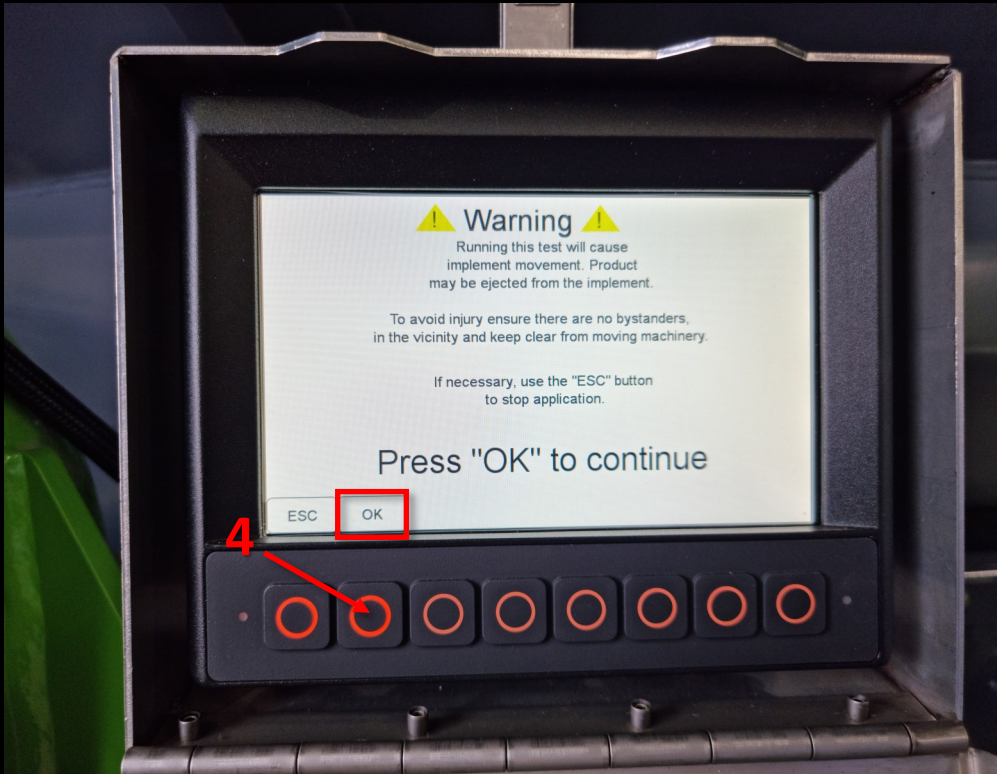 Warning
Running this test will cause
implement movement. Product
may be ejected from the implement.
To avoid injury ensure there are no bystanders,
in the vicinity and keep clear from moving machinery.
If necessary, use the "ESC" button
to stop application.
Press "OK" to continue
ESC OK
4